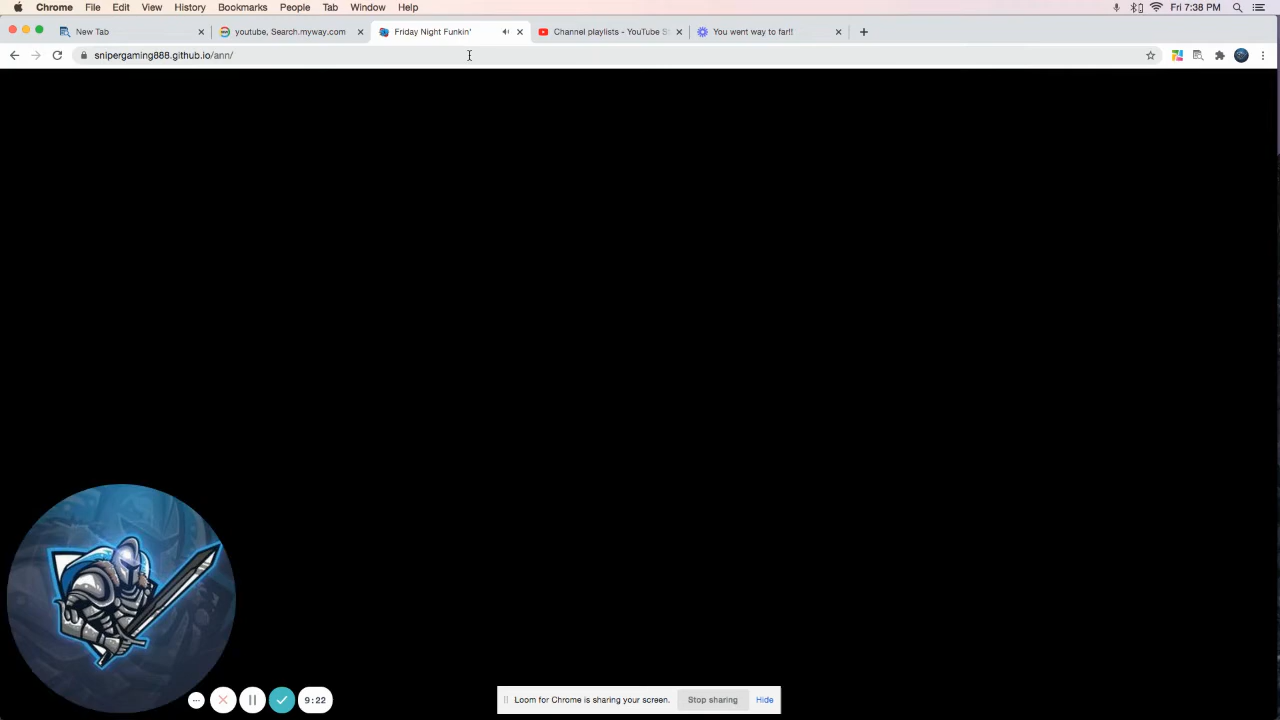 Chrome File Edit View History Bookmarks People Tab Window Help Fri 7:38 PM
New Tab youtube, Search.myway.com Friday Night Funkin' Channel playlists - YouTube S You went way to far!!
snipergaming888.github.io/ann/
9:22 Loom for Chrome is sharing your screen. Stop sharing Hide